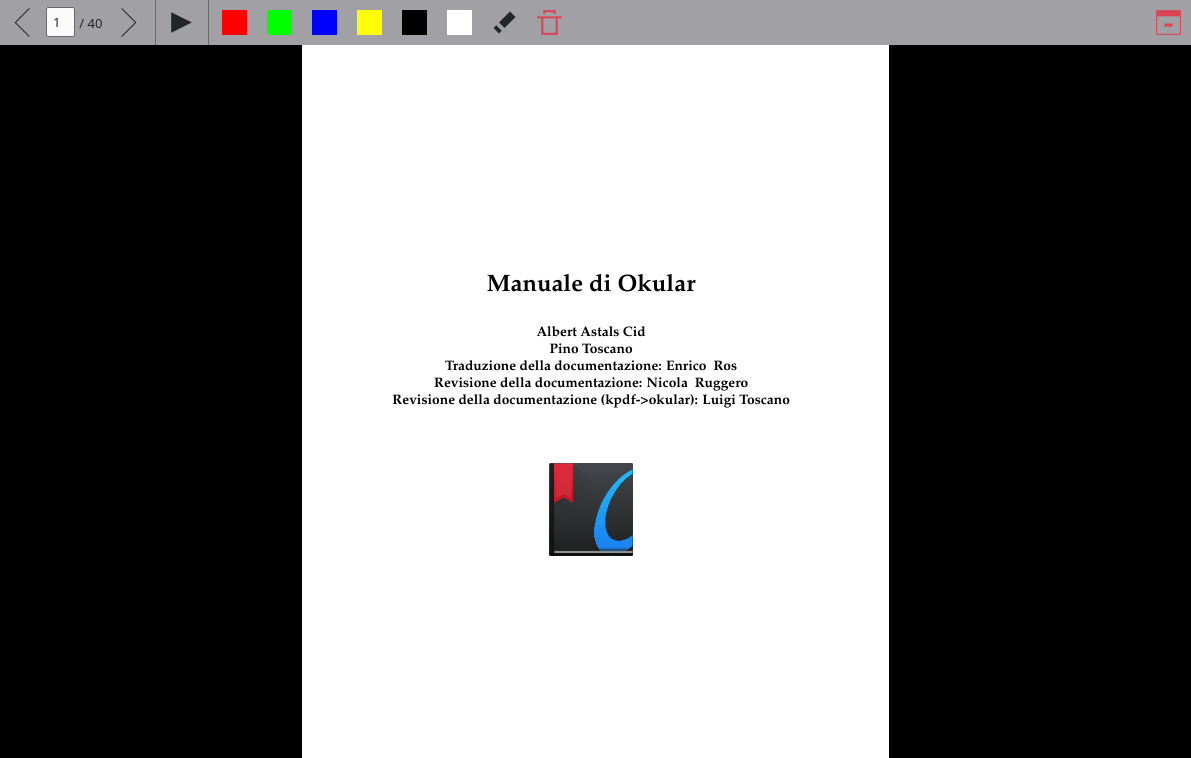 1 / 40
Manuale di Okular
Albert Astals Cid
Pino Toscano
Traduzione della documentazione: Enrico Ros
Revisione della documentazione: Nicola Ruggero
Revisione della documentazione (kpdf->okular): Luigi Toscano